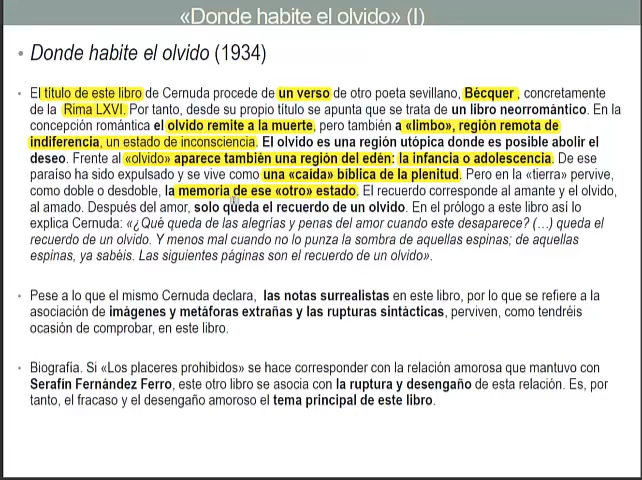 «Donde habite el olvido» (I)
• Donde habite el olvido (1934)
• El título de este libro de Cernuda procede de un verso de otro poeta sevillano, Bécquer , concretamente
de la Rima LXVI. Por tanto, desde su propio título se apunta que se trata de un libro neorromántico. En la
concepción romántica el olvido remite a la muerte, pero también a «limbo», región remota de
indiferencia, un estado de inconsciencia. El olvido es una región utópica donde es posible abolir el
deseo. Frente al «olvido» aparece también una región del edén: la infancia o adolescencia. De ese
paraíso ha sido expulsado y se vive como una «caída» bíblica de la plenitud. Pero en la «tierra» pervive,
como doble o desdoble, la memoria de ese «otro» estado. El recuerdo corresponde al amante y el olvido,
al amado. Después del amor, solo queda el recuerdo de un olvido. En el prólogo a este libro así lo
explica Cernuda: «¿Qué queda de las alegrías y penas del amor cuando este desaparece? (…) queda el
recuerdo de un olvido. Y menos mal cuando no lo punza la sombra de aquellas espinas; de aquellas
espinas, ya sabéis. Las siguientes páginas son el recuerdo de un olvido».
• Pese a lo que el mismo Cernuda declara, las notas surrealistas en este libro, por lo que se refiere a la
asociación de imágenes y metáforas extrañas y las rupturas sintácticas, perviven, como tendréis
ocasión de comprobar, en este libro.
• Biografía. Si «Los placeres prohibidos» se hace corresponder con la relación amorosa que mantuvo con
Serafín Fernández Ferro, este otro libro se asocia con la ruptura y desengaño de esta relación. Es, por
tanto, el fracaso y el desengaño amoroso el tema principal de este libro.